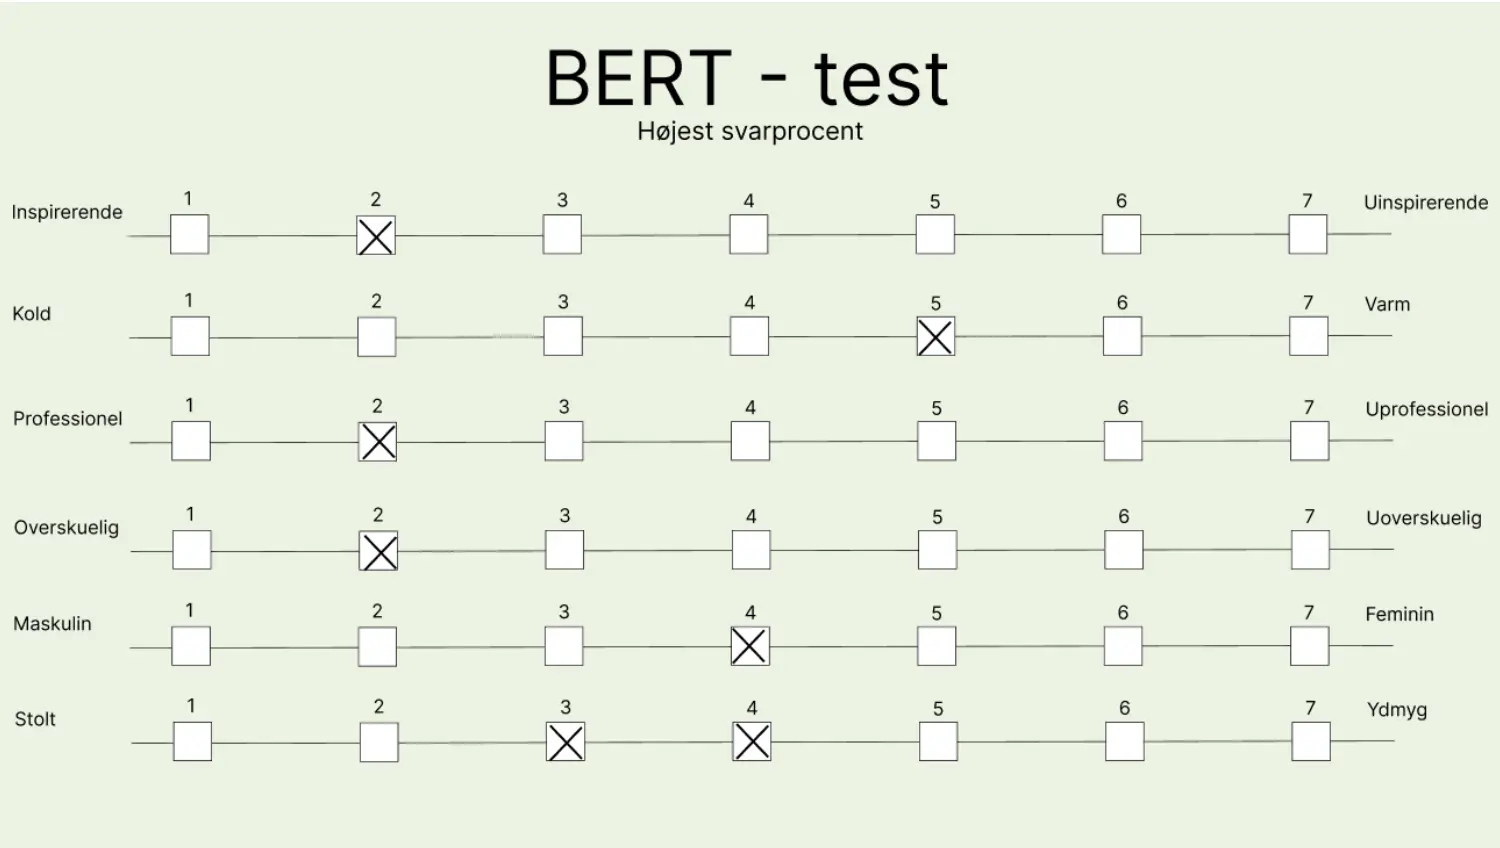 BERT - test
Højest svarprocent
Inspirerende 1 2 3 4 5 6 7 Uinspirerende
Kold 1 2 3 4 5 6 7 Varm
Professionel 1 2 3 4 5 6 7 Uprofessionel
Overskuelig 1 2 3 4 5 6 7 Uoverskuelig
Maskulin 1 2 3 4 5 6 7 Feminin
Stolt 1 2 3 4 5 6 7 Ydmyg